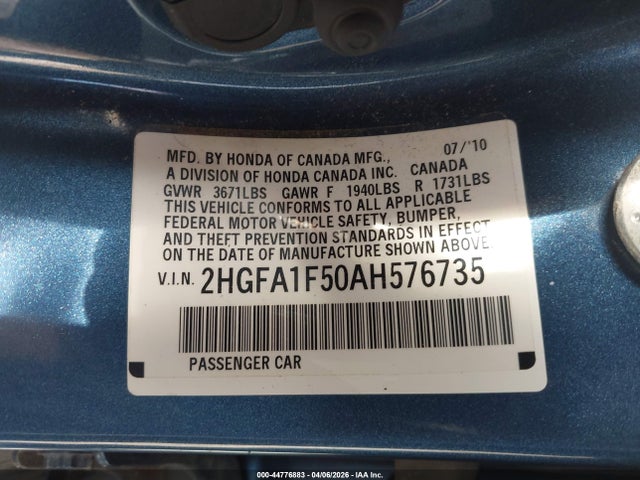 07/'10
MFD. BY HONDA OF CANADA MFG.,
A DIVISION OF HONDA CANADA INC. CANADA
GVWR 3671LBS GAWR F 1940LBS R 1731LBS
THIS VEHICLE CONFORMS TO ALL APPLICABLE
FEDERAL MOTOR VEHICLE SAFETY, BUMPER,
AND THEFT PREVENTION STANDARDS IN EFFECT
ON THE DATE OF MANUFACTURE SHOWN ABOVE.
V.I.N. 2HGFA1F50AH576735
PASSENGER CAR
000-44776883 - 04/06/2026 - IAA Inc.